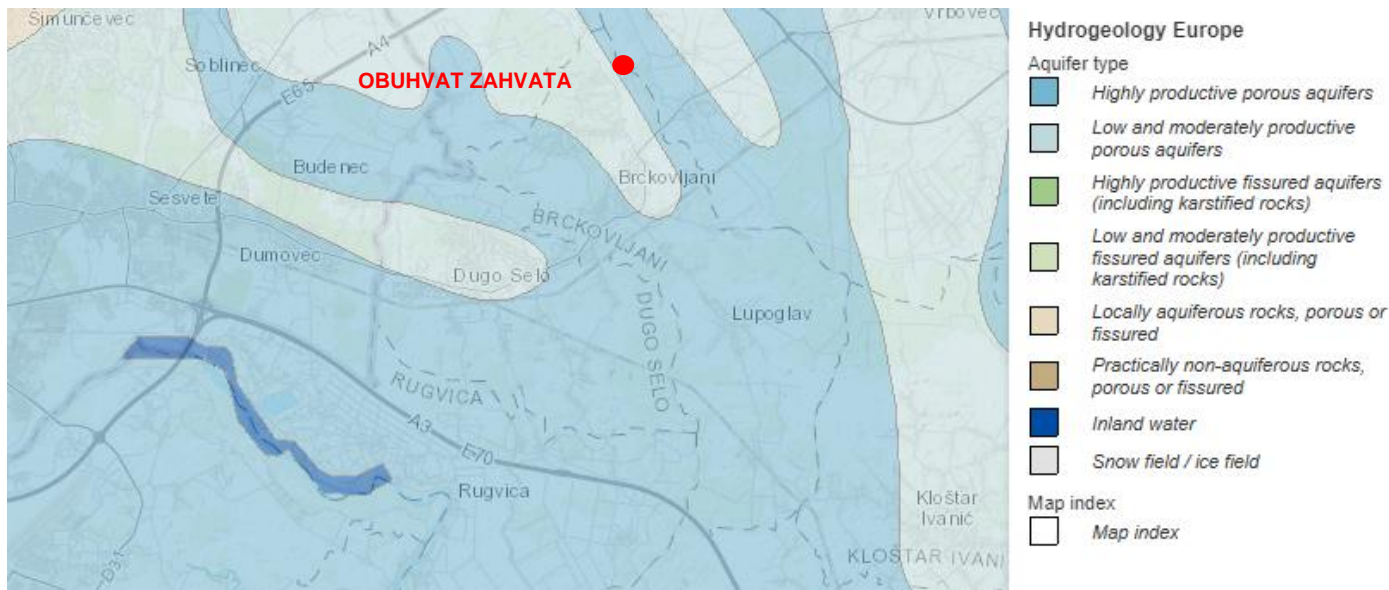 Šimunčevec
Vrbovec
Soblinec
A4
E65
OBUHVAT ZAHVATA
Budenec
Brckovljani
Sesvete
BRCKOVLJANI
Dumovec
Dugo Selo
DUGO SELO
Lupoglav
RUGVICA
A3
E70
Rugvica
Kloštar
Ivanić
KLOŠTAR IVANI
D31
Hydrogeology Europe
Aquifer type
Highly productive porous aquifers
Low and moderately productive
porous aquifers
Highly productive fissured aquifers
(including karstified rocks)
Low and moderately productive
fissured aquifers (including
karstified rocks)
Locally aquiferous rocks, porous or
fissured
Practically non-aquiferous rocks,
porous or fissured
Inland water
Snow field / ice field
Map index
Map index